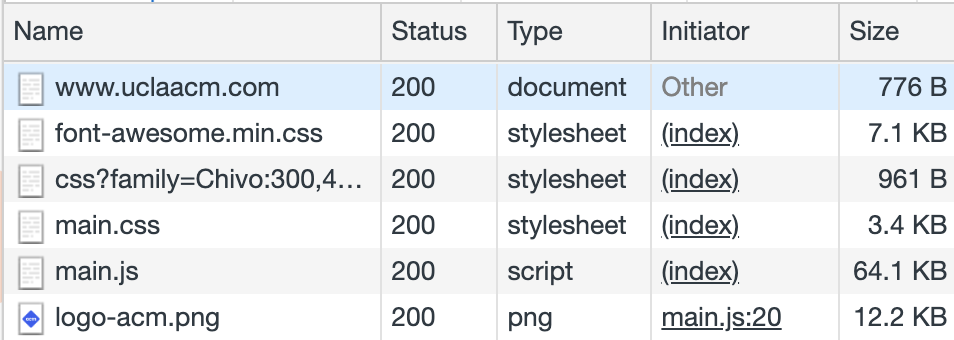 Name Status Type Initiator Size
www.uclaacm.com 200 document Other 776 B
font-awesome.min.css 200 stylesheet (index) 7.1 KB
css?family=Chivo:300,4... 200 stylesheet (index) 961 B
main.css 200 stylesheet (index) 3.4 KB
main.js 200 script (index) 64.1 KB
logo-acm.png 200 png main.js:20 12.2 KB